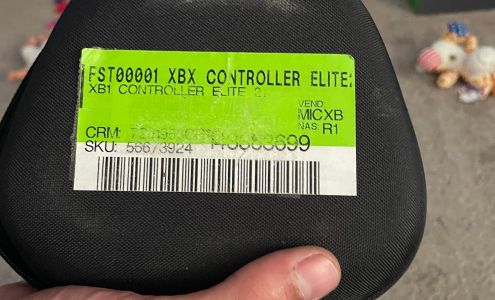 FST00001 XBX CONTROLLER ELITE
XB1 CONTROLLER ELITE 2
VEND:
MICXB
NAS: R1
CRM:
SKU: 56673924